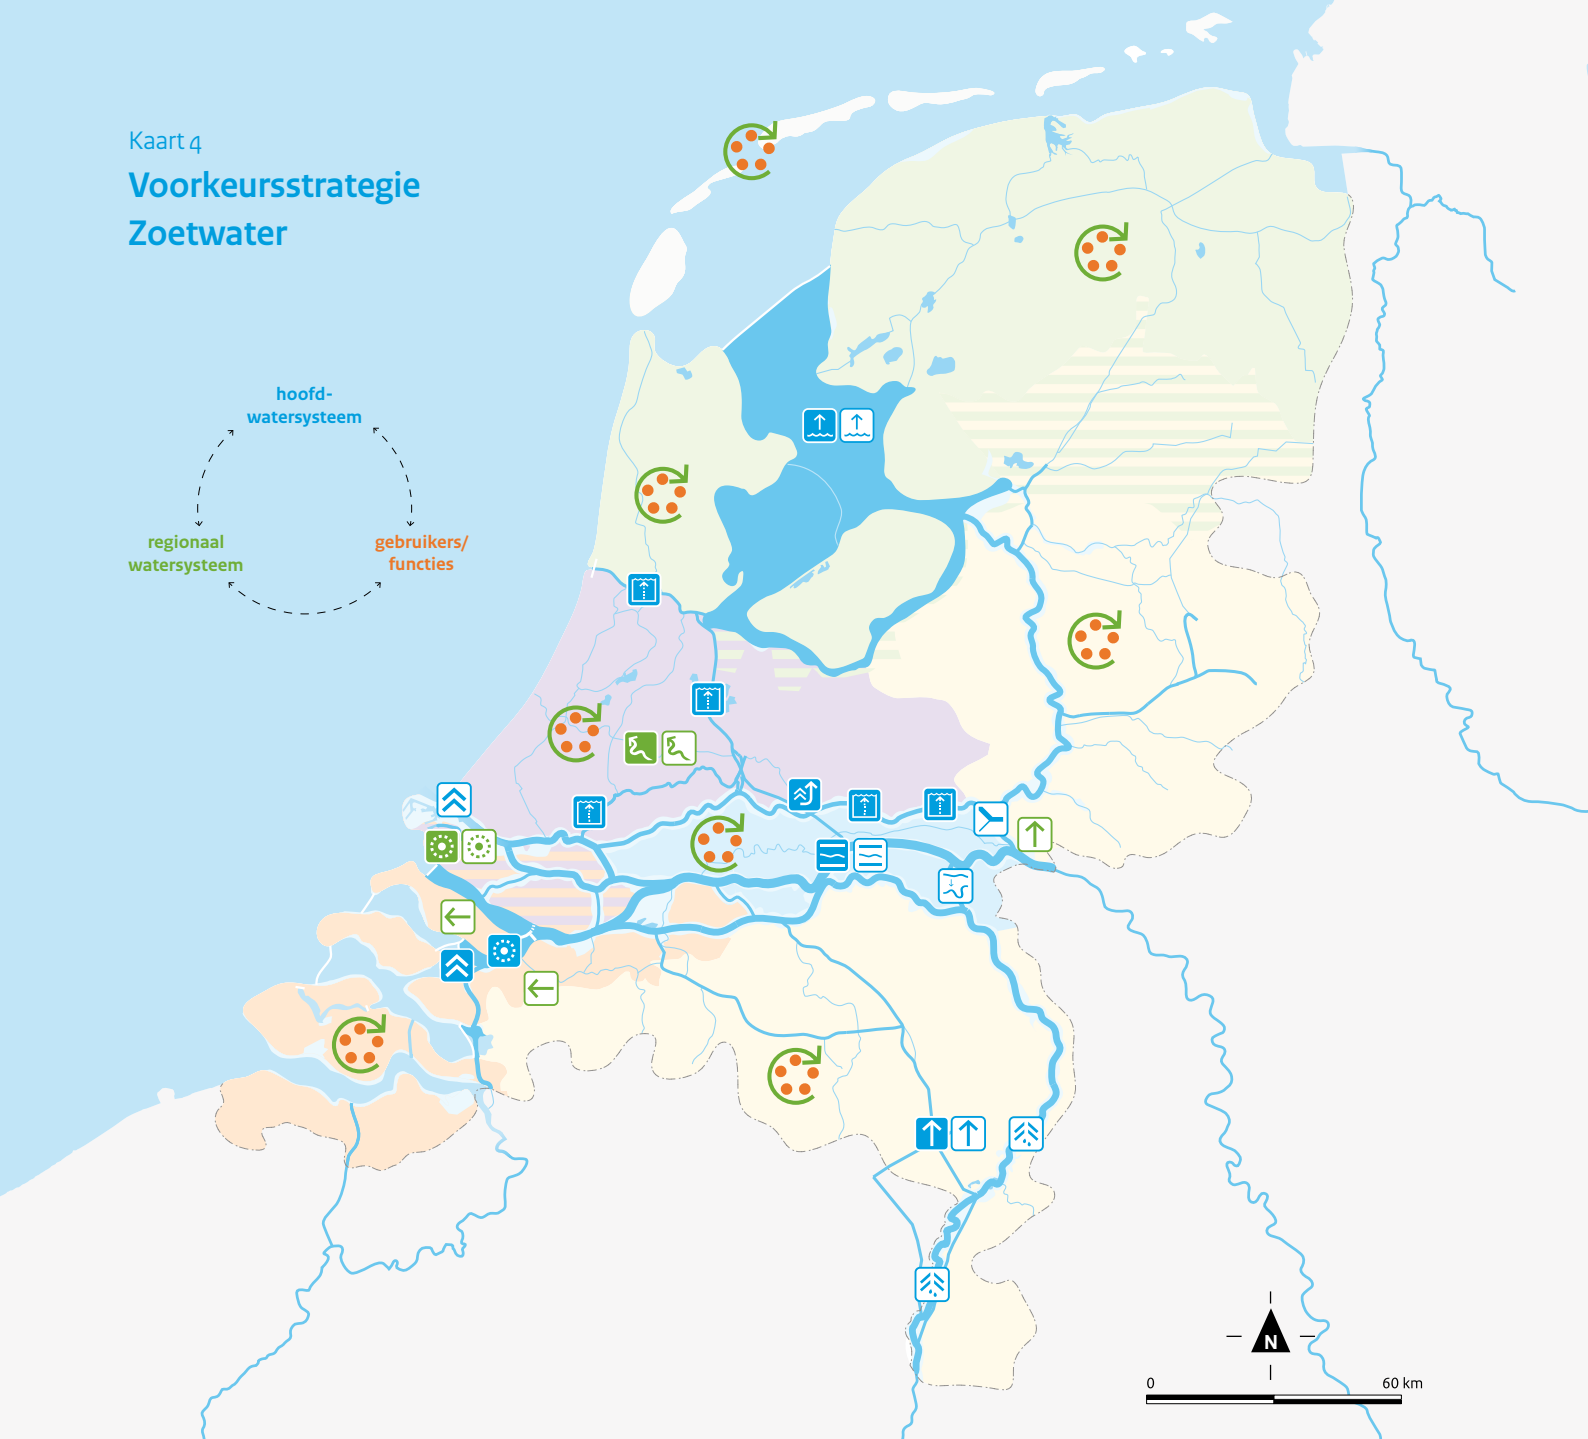 Kaart 4
Voorkeursstrategie
Zoetwater
hoofd-
watersysteem
regionaal
watersysteem
gebruikers/
functies
N
0 60 km